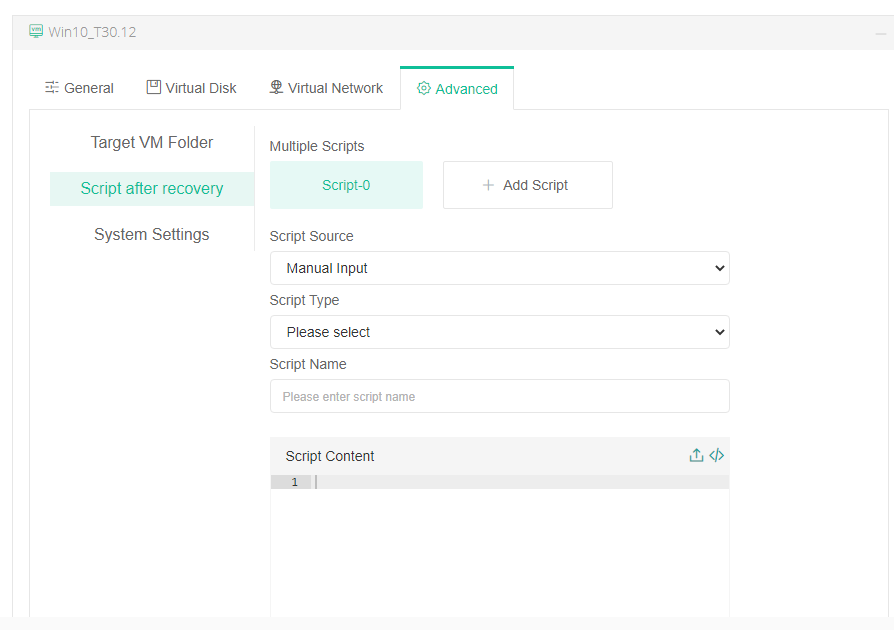 vm Win10_T30.12
General Virtual Disk Virtual Network Advanced
Target VM Folder
Script after recovery
System Settings
Multiple Scripts
Script-0 + Add Script
Script Source
Manual Input
Script Type
Please select
Script Name
Please enter script name
Script Content </>
1